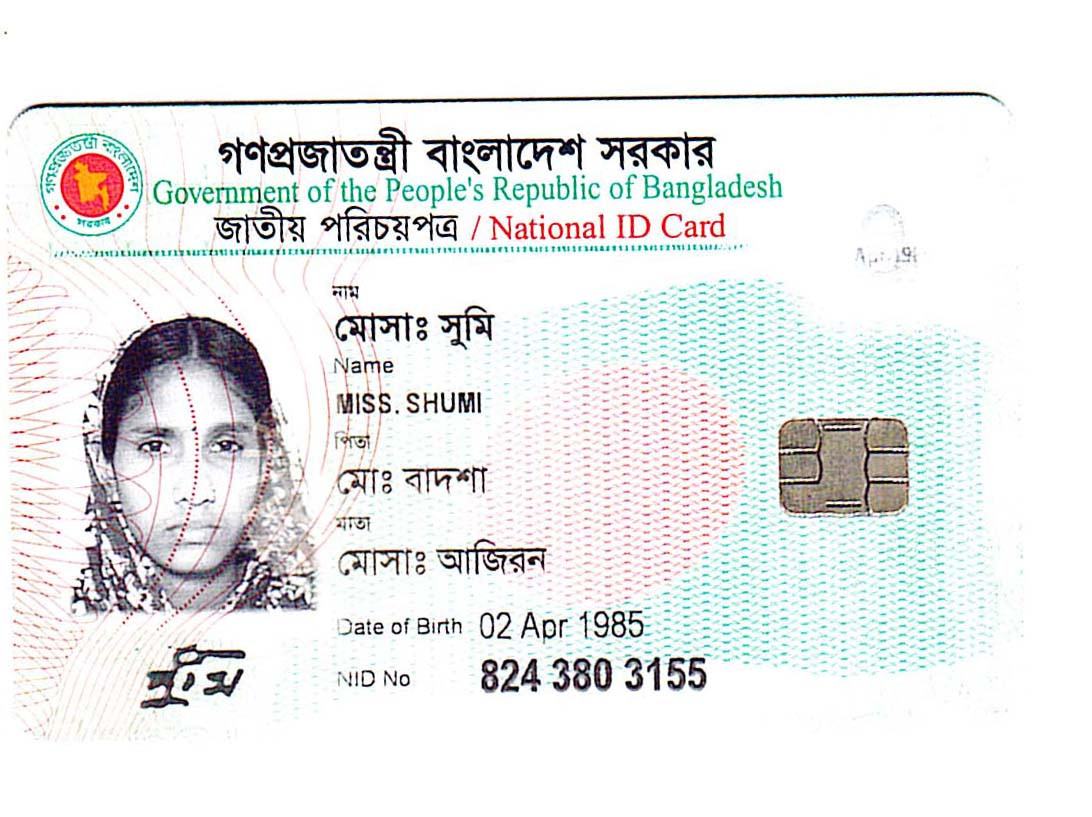 গণপ্রজাতন্ত্রী বাংলাদেশ সরকার
Government of the People's Republic of Bangladesh
জাতীয় পরিচয়পত্র / National ID Card
গণপ্রজাতন্ত্রী বাংলাদেশ
সরকার
নাম
মোসাঃ সুমি
Name
MISS. SHUMI
পিতা
মোঃ বাদশা
মাতা
মোসাঃ আজিরন
Date of Birth 02 Apr 1985
NID No 824 380 3155
সুমি